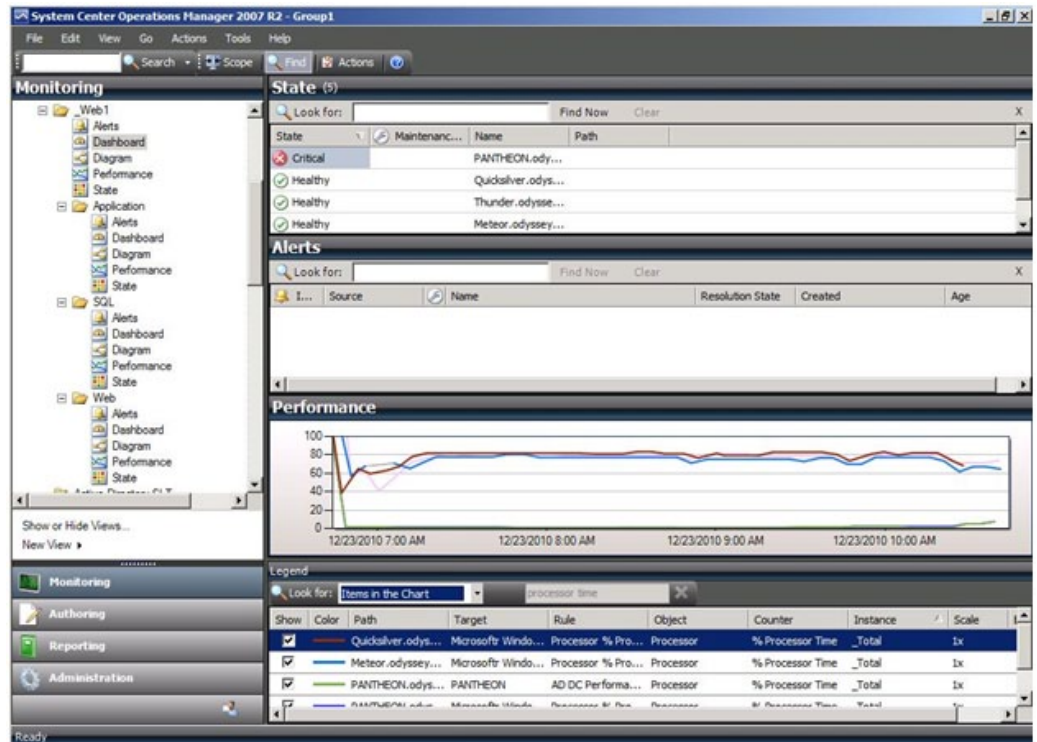 System Center Operations Manager 2007 R2 - Group1
File Edit View Go Actions Tools Help
Search Scope Find Actions
Monitoring
_Web1
Alerts
Dashboard
Diagram
Performance
State
Application
Alerts
Dashboard
Diagram
Performance
State
SQL
Alerts
Dashboard
Diagram
Performance
State
Web
Alerts
Dashboard
Diagram
Performance
State
Show or Hide Views...
New View
Monitoring
Authoring
Reporting
Administration
State (5)
Look for: Find Now Clear X
State Maintenanc... Name Path
Critical PANTHEON.ody...
Healthy Quicksilver.odys...
Healthy Thunder.odysse...
Healthy Meteor.odyssey...
Alerts
Look for: Find Now Clear X
I... Source Name Resolution State Created Age
Performance
100
80
60
40
20
0
12/23/2010 7:00 AM 12/23/2010 8:00 AM 12/23/2010 9:00 AM 12/23/2010 10:00 AM
Legend
Look for: Items in the Chart processor time
Show Color Path Target Rule Object Counter Instance Scale
Quicksilver.odys... Microsoftr Windo... Processor % Pro... Processor % Processor Time _Total 1x
Meteor.odyssey... Microsoftr Windo... Processor % Pro... Processor % Processor Time _Total 1x
PANTHEON.odys... PANTHEON AD DC Performa... Processor % Processor Time _Total 1x
Ready